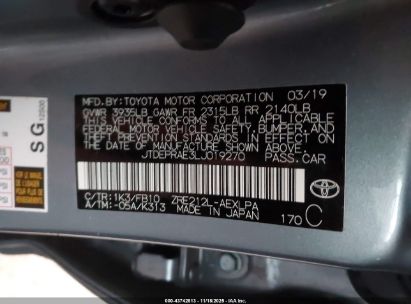 MFD. BY: TOYOTA MOTOR CORPORATION 03/19
GVWR 3935LB GAWR FR 2315LB RR 2140LB
THIS VEHICLE CONFORMS TO ALL APPLICABLE
FEDERAL MOTOR VEHICLE SAFETY, BUMPER, AND
THEFT PREVENTION STANDARDS IN EFFECT ON
THE DATE OF MANUFACTURE SHOWN ABOVE.
JTDEPRAE3LJ019270 PASS. CAR
C/TR:1K3/FB10 ZRE212L-AEXLPA
A/TM:-05A/K313 MADE IN JAPAN
170 C
TOYOTA
SG